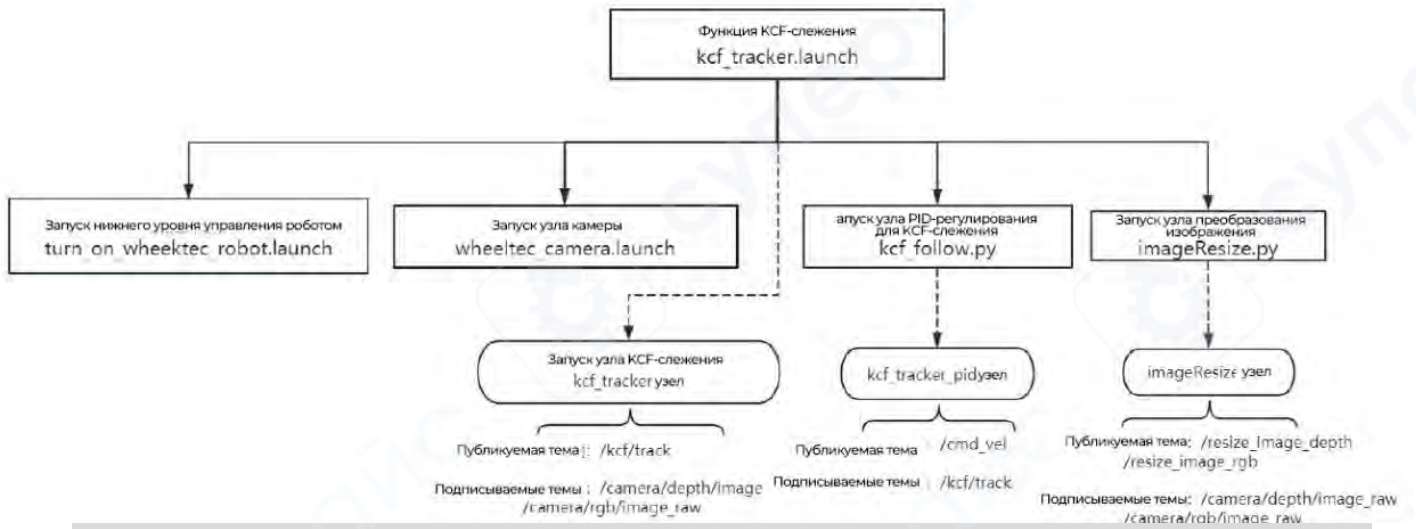 Функция KCF-слежения
kcf_tracker.launch
Запуск нижнего уровня управления роботом
turn_on_wheektec_robot.launch
Запуск узла камеры
wheeltec_camera.launch
апуск узла PID-регулирования
для KCF-слежения
kcf_follow.py
Запуск узла преобразования
изображения
imageResize.py
Запуск узла KCF-слежения
kcf_tracker узел
kcf_tracker_pidузел
imageResize узел
Публикуемая тема : /kcf/track
Подписываемые темы : /camera/depth/image
/camera/rgb/image_raw
Публикуемая тема : /cmd_vel
Подписываемые темы : /kcf/track
Публикуемая тема: /resize_image_depth
/resize_image_rgb
Подписываемые темы: /camera/depth/image_raw
/camera/rgb/image_raw